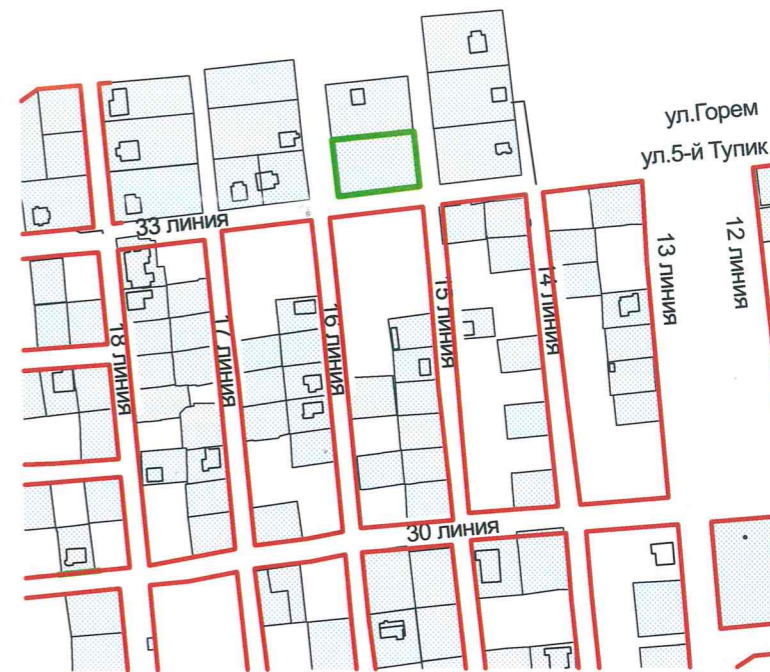 ул.Горем
ул.5-й Тупик
33 линия
18 линия
17 линия
16 линия
15 линия
14 линия
13 линия
12 линия
30 линия